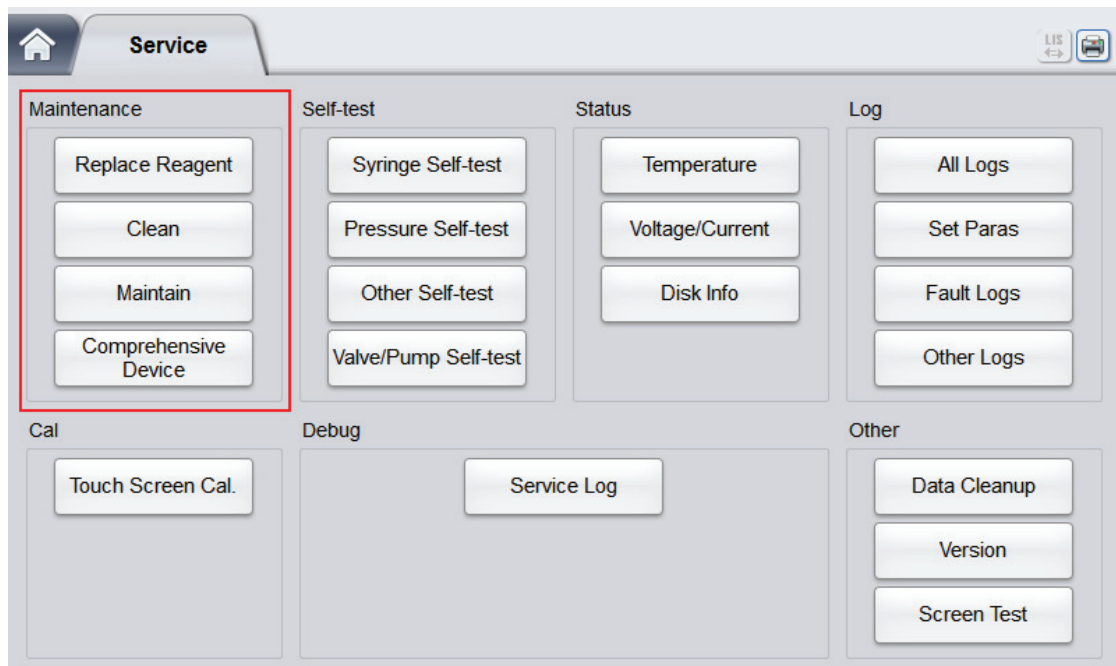 Service
LIS
Maintenance
Replace Reagent
Clean
Maintain
Comprehensive
Device
Self-test
Syringe Self-test
Pressure Self-test
Other Self-test
Valve/Pump Self-test
Status
Temperature
Voltage/Current
Disk Info
Log
All Logs
Set Paras
Fault Logs
Other Logs
Cal
Touch Screen Cal.
Debug
Service Log
Other
Data Cleanup
Version
Screen Test